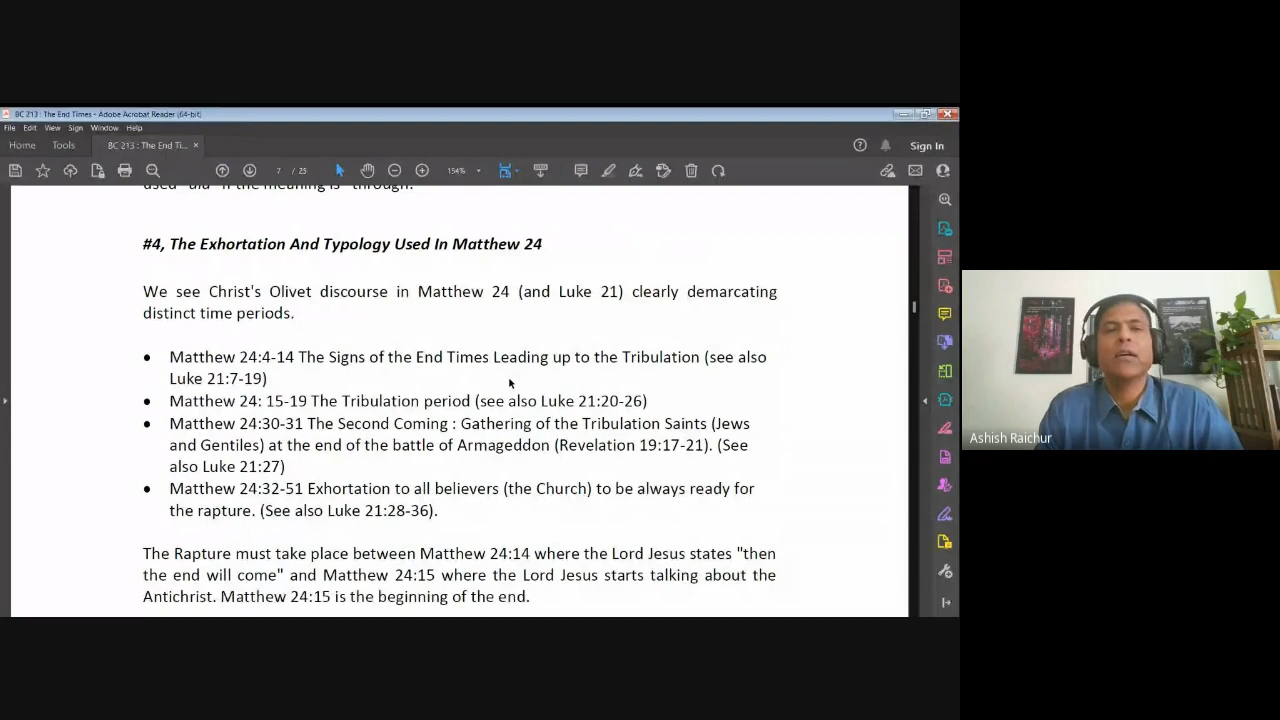 BC 213 : The End Times - Adobe Acrobat Reader (64-bit)
File Edit View Sign Window Help
Home Tools BC 213 : The End Ti... × Sign In
7 / 25 154%
used "dia" if the meaning is "through."
#4, The Exhortation And Typology Used In Matthew 24
We see Christ's Olivet discourse in Matthew 24 (and Luke 21) clearly demarcating
distinct time periods.
• Matthew 24:4-14 The Signs of the End Times Leading up to the Tribulation (see also
Luke 21:7-19)
• Matthew 24: 15-19 The Tribulation period (see also Luke 21:20-26)
• Matthew 24:30-31 The Second Coming : Gathering of the Tribulation Saints (Jews
and Gentiles) at the end of the battle of Armageddon (Revelation 19:17-21). (See
also Luke 21:27)
• Matthew 24:32-51 Exhortation to all believers (the Church) to be always ready for
the rapture. (See also Luke 21:28-36).
The Rapture must take place between Matthew 24:14 where the Lord Jesus states "then
the end will come" and Matthew 24:15 where the Lord Jesus starts talking about the
Antichrist. Matthew 24:15 is the beginning of the end.
Ashish Raichur